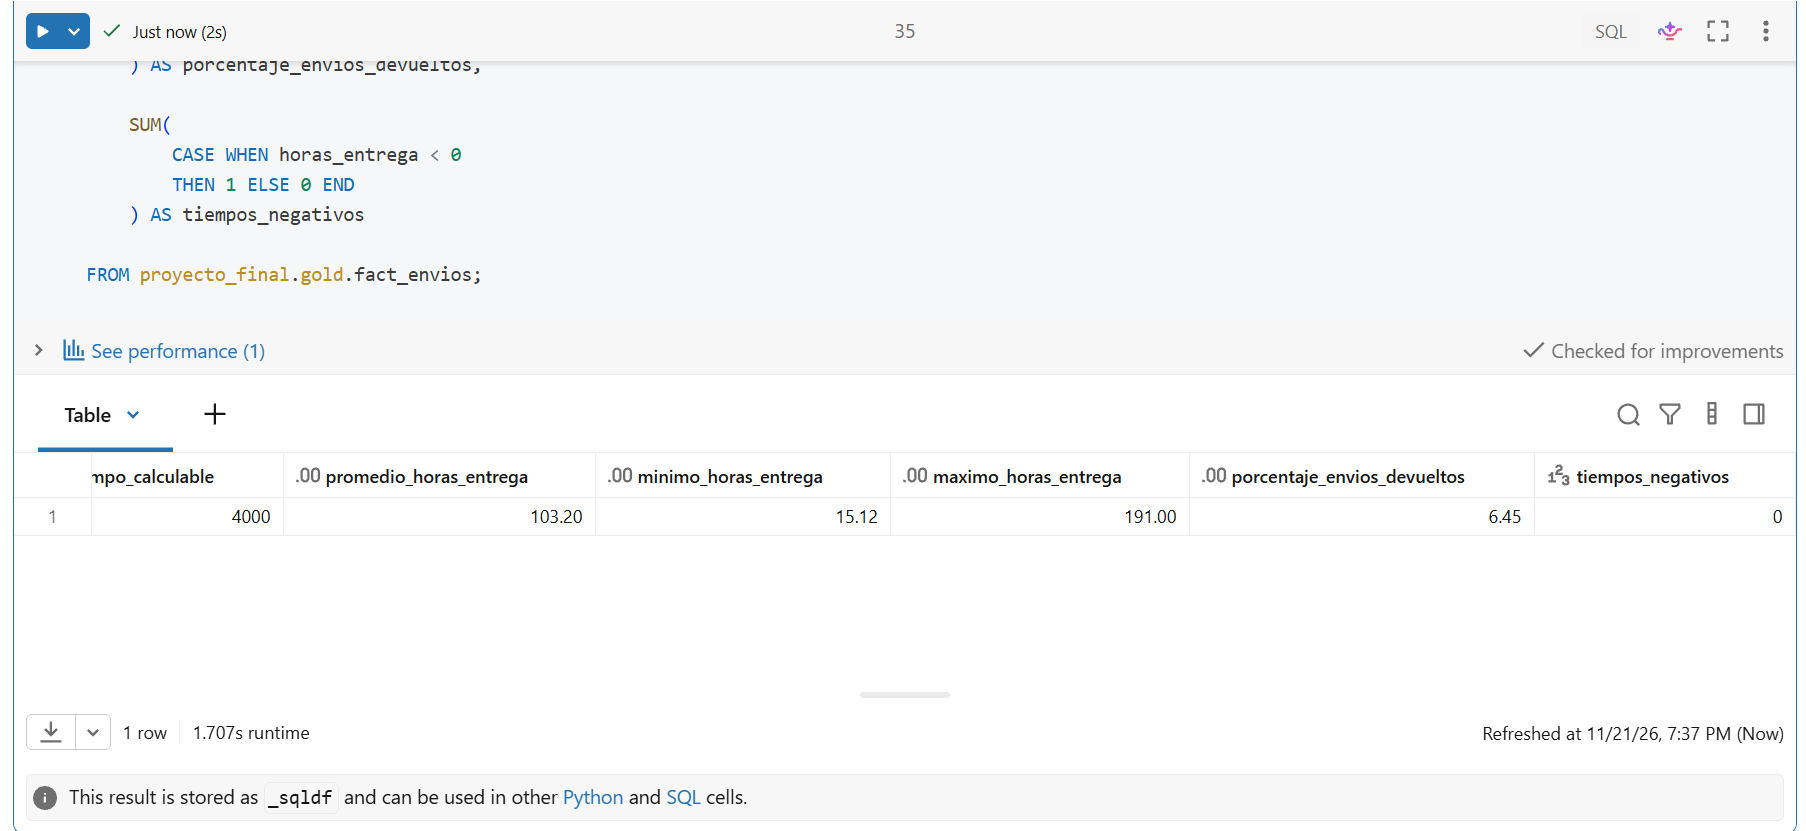 Just now (2s)
35
SQL
) AS porcentaje_envios_devueltos,
SUM(
CASE WHEN horas_entrega < 0
THEN 1 ELSE 0 END
) AS tiempos_negativos
FROM proyecto_final.gold.fact_envios;
See performance (1)
Checked for improvements
Table
mpo_calculable .00 promedio_horas_entrega .00 minimo_horas_entrega .00 maximo_horas_entrega .00 porcentaje_envios_devueltos 123 tiempos_negativos
1 4000 103.20 15.12 191.00 6.45 0
1 row 1.707s runtime
Refreshed at 11/21/26, 7:37 PM (Now)
This result is stored as _sqldf and can be used in other Python and SQL cells.